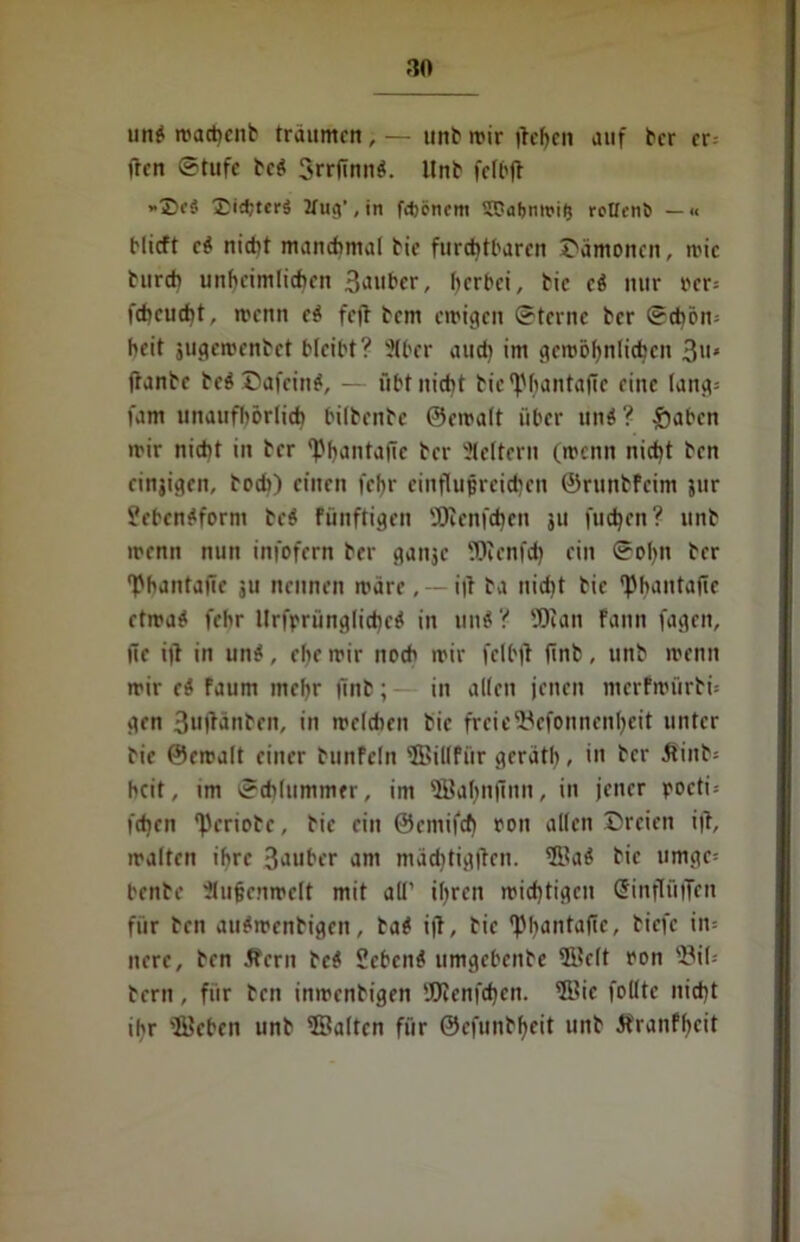 30
uns wachend träumen, — und wir stehen auf der er-
sten Stufe des Irrsinns. Und selbst
»Des Dichters Aug', in schönem Wahnwitz rollend —«
blickt es nicht manchmal die furchtbaren Dämonen, wie
durch unheimlichen Zauber, herbei, die es nur ver-
scheucht, wenn es fest dem ewigen Sterne der Schön-
heit zugewendet bleibt? Aber auch im gewöhnlichen Zu-
stande des Daseins, — übt nicht die Phantasie eine lang-
sam unaufhörlich bildende Gewalt über uns? Haben
wir nicht in der Phantasie der Aeltern (wenn nicht den
einzigen, doch) einen sehr einflußreichen Grundkeim zur
Lebensform des künftigen Menschen zu suchen? und
wenn nun insofern der ganze Mensch ein Sohn der
Phantasie zu nennen wäre, — ist da nicht die Phantasie
etwas sehr Ursprüngliches in uns? Man kann sagen,
sie ist in uns, ehe wir noch wir selbst sind, und wenn
wir es kaum mehr sind; — in allen jenen merkwürdi-
gen Zuständen, in welchen die freie Besonnenheit unter
die Gewalt einer dunkeln Willkür geräth, in der Kind-
heit, im Schlummer, im Wahnsinn, in jener poeti-
schen Periode, die ein Gemisch von allen Dreien ist,
walten ihre Zauber am mächtigsten. Was die umge-
bende Außenwelt mit all' ihren wichtigen Einflüssen
für den auswendigen, das ist, die Phantasie, diese in-
nere, den Kern des Lebens umgebende Welt von Bil-
dern, für den inwendigen Menschen. Wie sollte nicht
ihr Weben und Walten für Gesundheit und Krankheit